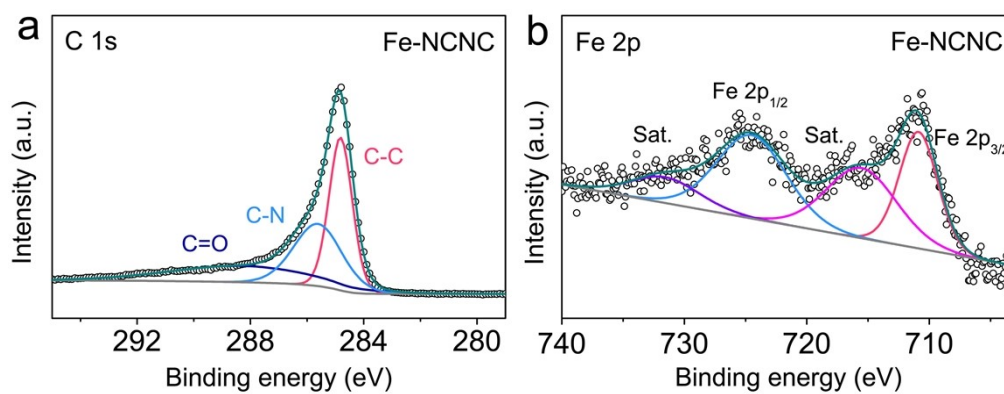 a
C 1s
Fe-NCNC
C-C
C-N
C=O
Intensity (a.u.)
292
288
284
280
Binding energy (eV)
b
Fe 2p
Fe-NCNC
Fe 2p1/2
Sat.
Sat.
Fe 2p3/2
Intensity (a.u.)
740
730
720
710
Binding energy (eV)